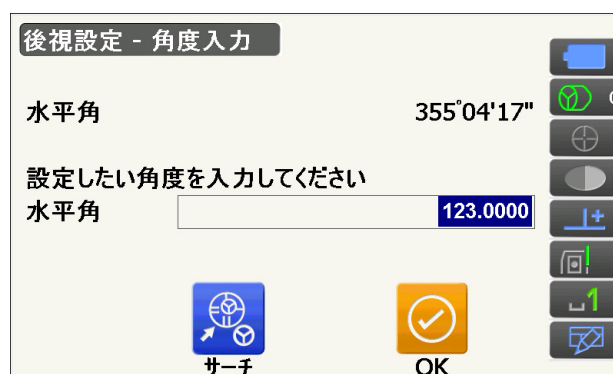 後視設定 - 角度入力
水平角 355°04'17"
設定したい角度を入力してください
水平角 123.0000
サーチ OK